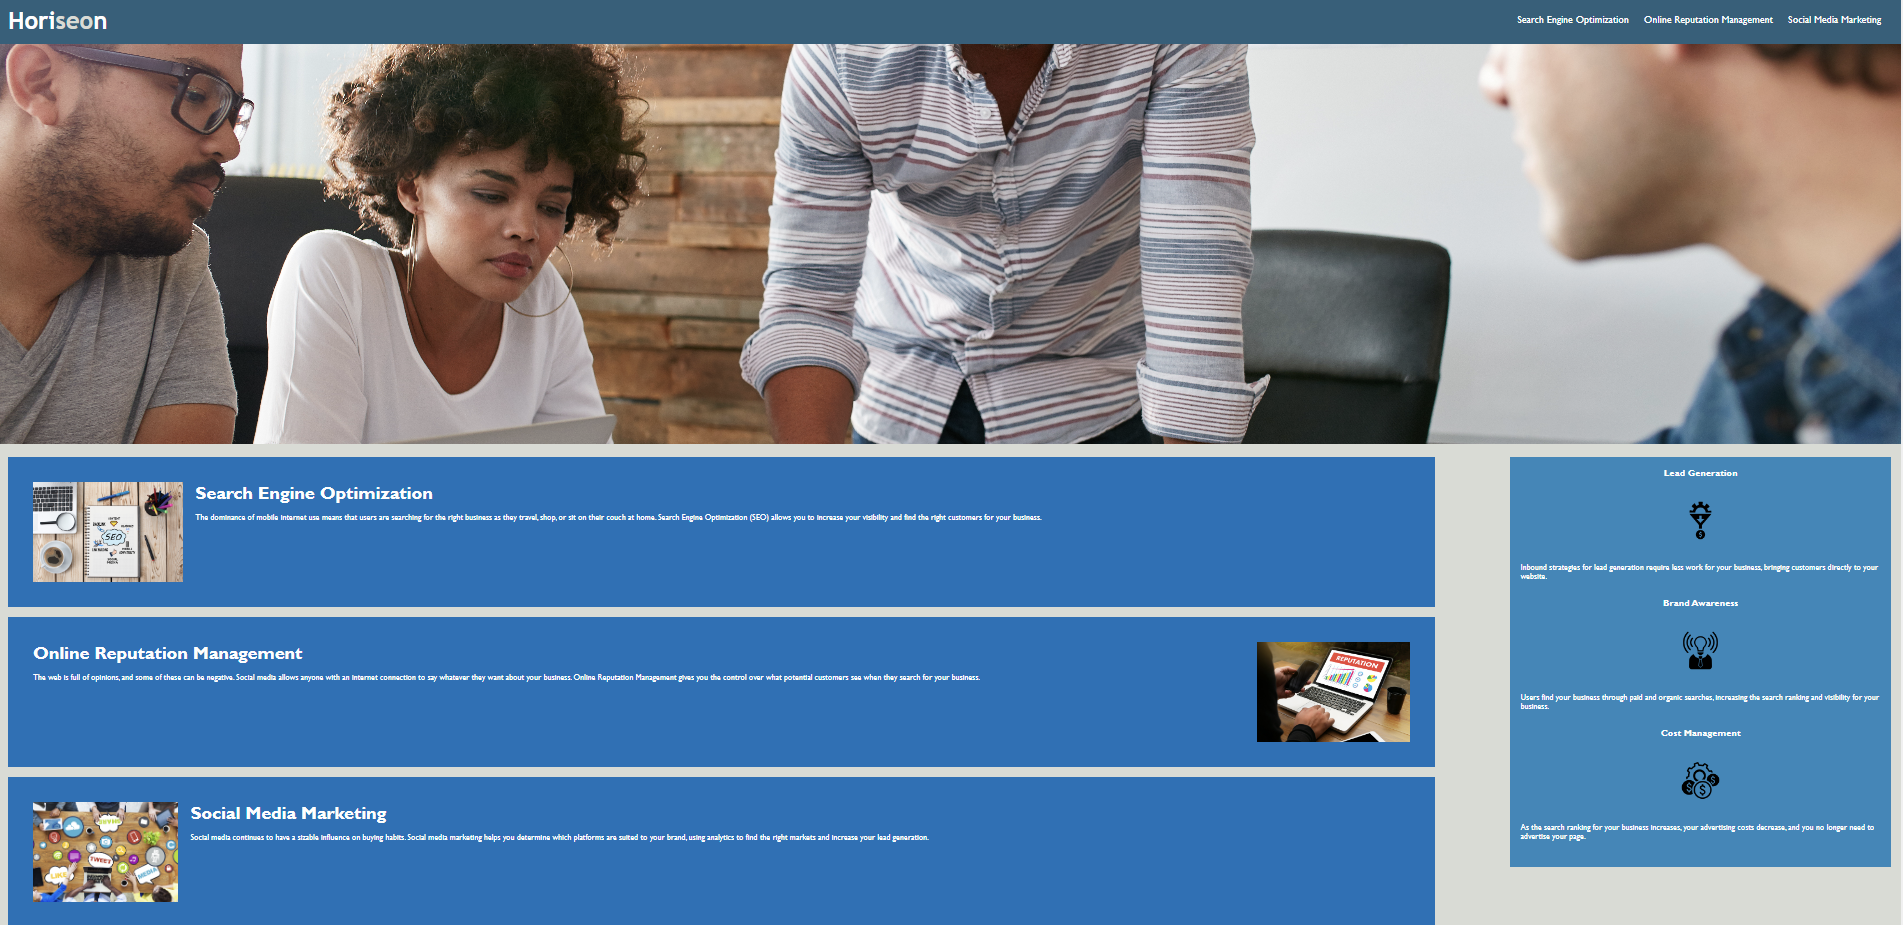 Horiseon
Search Engine Optimization
Online Reputation Management
Social Media Marketing
Search Engine Optimization
The dominance of mobile internet use means that users are searching for the right business as they travel, shop, or sit on their couch at home. Search Engine Optimization (SEO) allows you to increase your visibility and find the right customers for your business.
SEO
Online Reputation Management
The web is full of opinions, and some of these can be negative. Social media allows anyone with an internet connection to say whatever they want about your business. Online Reputation Management gives you the control over what potential customers see when they search for your business.
REPUTATION
Social Media Marketing
Social media continues to have a sizable influence on buying habits. Social media marketing helps you determine which platforms are suited to your brand, using analytics to find the right markets and increase your lead generation.
TWEET
LIKE
MEDIA
Lead Generation
Inbound strategies for lead generation require less work for your business, bringing customers directly to your
website.
Brand Awareness
Users find your business through paid and organic searches, increasing the search ranking and visibility for your
business.
Cost Management
As the search ranking for your business increases, your advertising costs decrease, and you no longer need to
advertise your page.